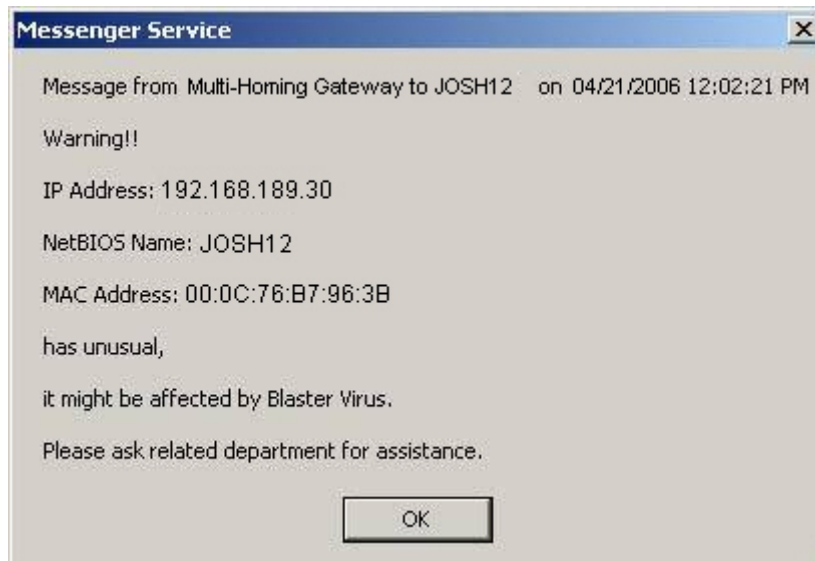 Messenger Service
Message from Multi-Homing Gateway to JOSH12 on 04/21/2006 12:02:21 PM
Warning!!
IP Address: 192.168.189.30
NetBIOS Name: JOSH12
MAC Address: 00:0C:76:B7:96:3B
has unusual,
it might be affected by Blaster Virus.
Please ask related department for assistance.
OK